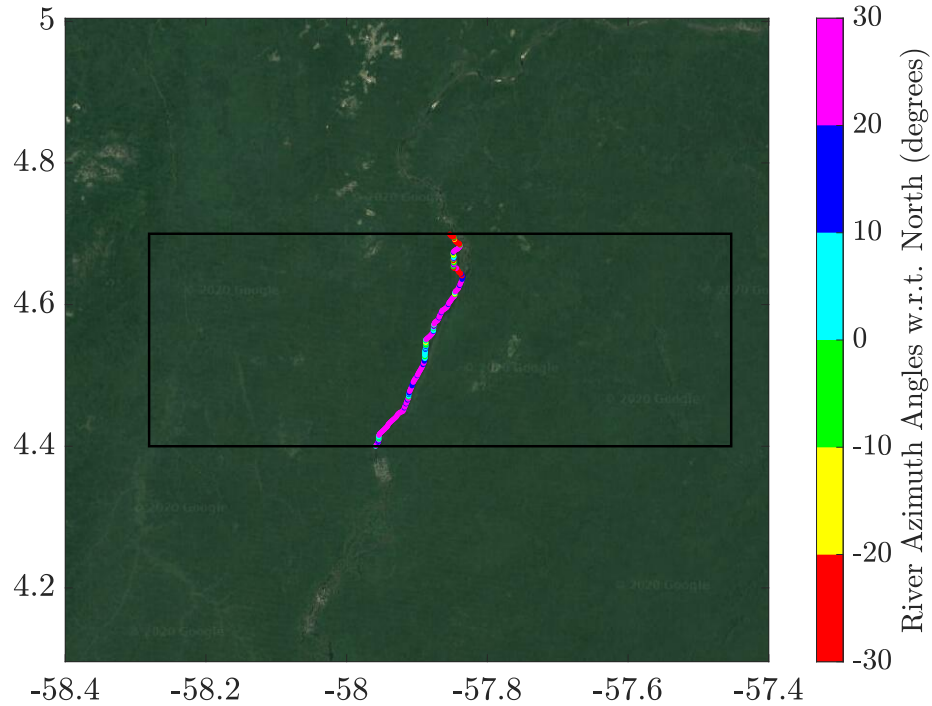 5
4.8
4.6
4.4
4.2
-58.4
-58.2
-58
-57.8
-57.6
-57.4
30
20
10
0
-10
-20
-30
River Azimuth Angles w.r.t. North (degrees)
© 2020 Google
2020 Google
© 2020 Goo
© 2020 Google
© 2020 Google
© 2020 Google
© 2020 Google
© 2020 Google